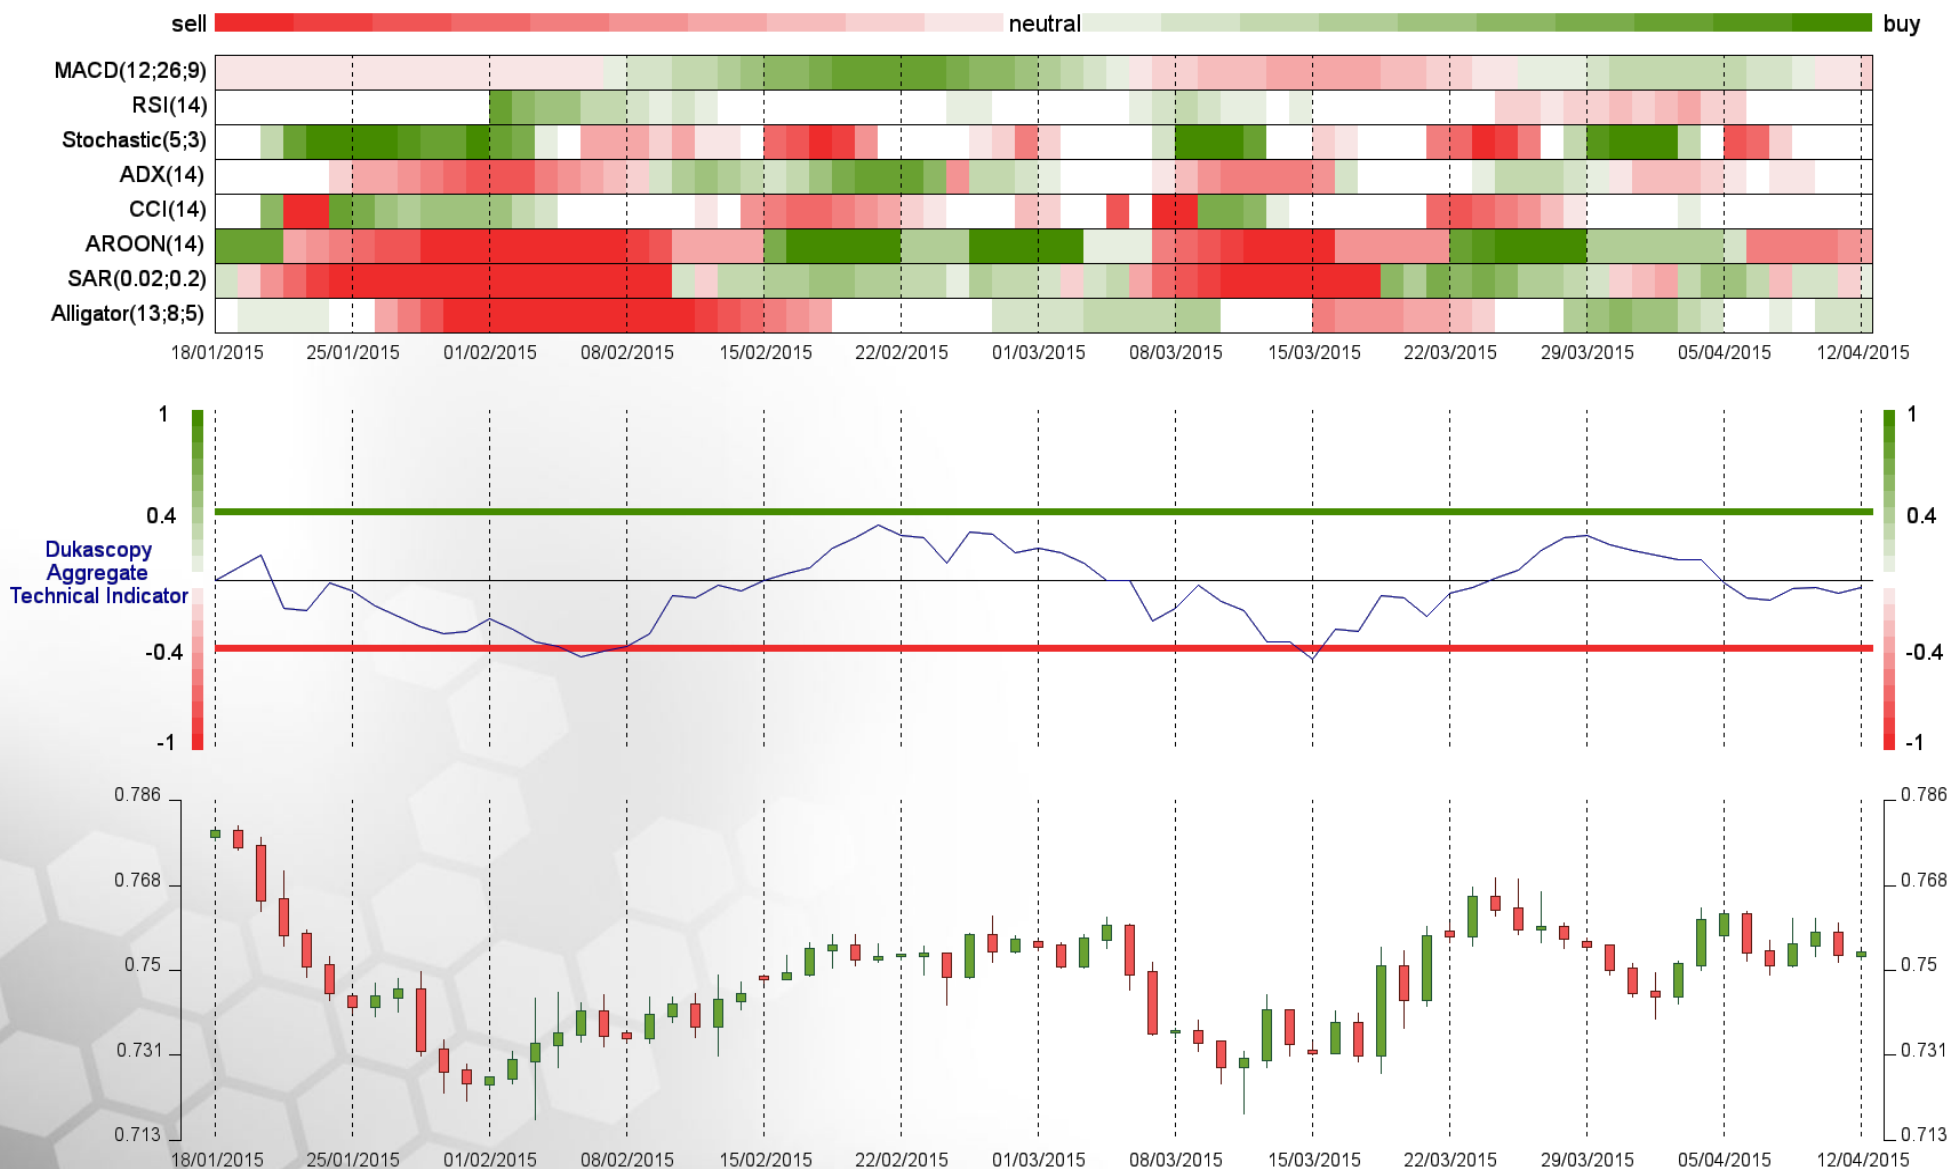 sell neutral buy
MACD(12;26;9)
RSI(14)
Stochastic(5;3)
ADX(14)
CCI(14)
AROON(14)
SAR(0.02;0.2)
Alligator(13;8;5)
18/01/2015 25/01/2015 01/02/2015 08/02/2015 15/02/2015 22/02/2015 01/03/2015 08/03/2015 15/03/2015 22/03/2015 29/03/2015 05/04/2015 12/04/2015
1 1
0.4 0.4
Dukascopy
Aggregate
Technical Indicator
-0.4 -0.4
-1 -1
0.786 0.786
0.768 0.768
0.75 0.75
0.731 0.731
0.713 0.713
18/01/2015 25/01/2015 01/02/2015 08/02/2015 15/02/2015 22/02/2015 01/03/2015 08/03/2015 15/03/2015 22/03/2015 29/03/2015 05/04/2015 12/04/2015